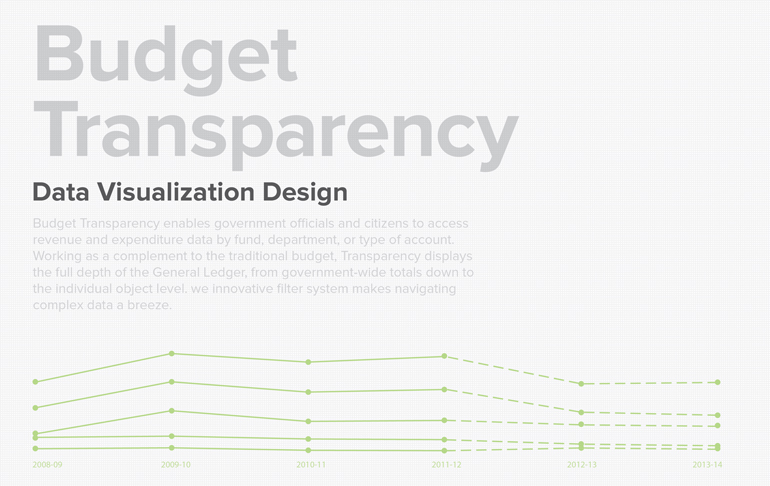 Budget
Transparency
Data Visualization Design
Budget Transparency enables government officials and citizens to access
revenue and expenditure data by fund, department, or type of account.
Working as a complement to the traditional budget, Transparency displays
the full depth of the General Ledger, from government-wide totals down to
the individual object level. we innovative filter system makes navigating
complex data a breeze.
2008-09 2009-10 2010-11 2011-12 2012-13 2013-14